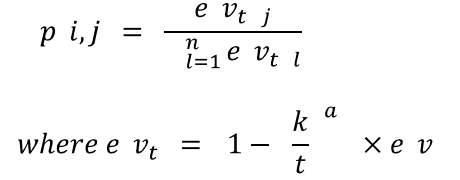 p i,j = e v_t j / n l=1 e v_t l
where e v_t = 1 − k/t a × e v